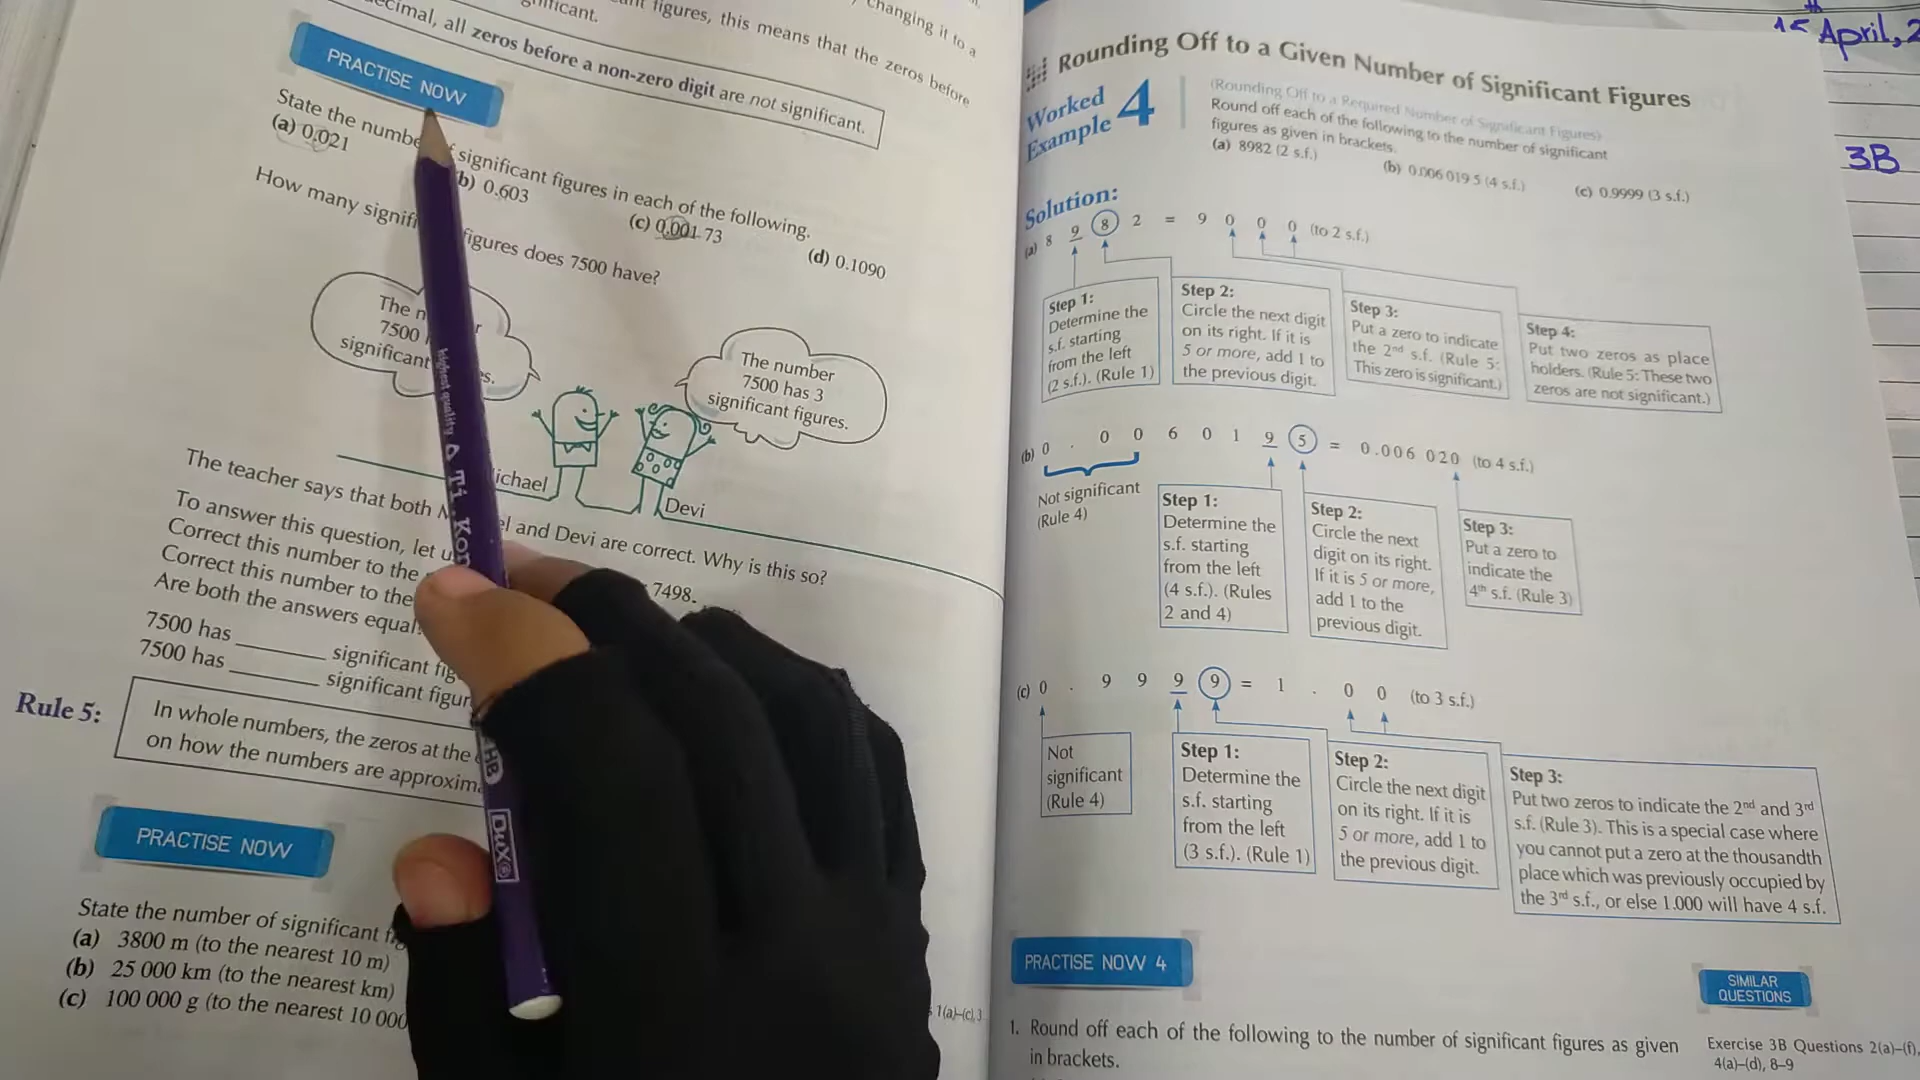 changing it to a
gnificant.
figures, this means that the zeros before
decimal, all zeros before a non-zero digit are not significant.
PRACTISE NOW
State the number significant figures in each of the following.
(a) 0.021
(b) 0.603
(c) 0.001 73
(d) 0.1090
How many figures does 7500 have?
The
7500
significant
The number
7500 has 3
significant figures.
ichael
Devi
The teacher says that both and Devi are correct. Why is this so?
To answer this question, let
Correct this number to the 7498.
Correct this number to the
Are both the answers equal
7500 has ______ significant
7500 has ______ significant
Rule 5:
In whole numbers, the zeros at the
on how the numbers are
PRACTISE NOW
State the number of significant
(a) 3800 m (to the nearest 10 m)
(b) 25 000 km (to the nearest km)
(c) 100 000 g (to the nearest 10 000
1(a)–(c), 3
highest quality
HB
DUX®
Rounding Off to a Given Number of Significant Figures
Worked
Example 4
(Rounding Off to a Required Number of Significant Figures)
Round off each of the following to the number of significant
figures as given in brackets.
(a) 8982 (2 s.f.)
(b) 0.006 019 5 (4 s.f.)
(c) 0.9999 (3 s.f.)
Solution:
(a) 8 9 8 2 = 9 0 0 0 (to 2 s.f.)
Step 1:
Determine the
s.f. starting
from the left
(2 s.f.). (Rule 1)
Step 2:
Circle the next digit
on its right. If it is
5 or more, add 1 to
the previous digit.
Step 3:
Put a zero to indicate
the 2nd s.f. (Rule 5:
This zero is significant.)
Step 4:
Put two zeros as place
holders. (Rule 5: These two
zeros are not significant.)
(b) 0 . 0 0 6 0 1 9 5 = 0.006 020 (to 4 s.f.)
Not significant
(Rule 4)
Step 1:
Determine the
s.f. starting
from the left
(4 s.f.). (Rules
2 and 4)
Step 2:
Circle the next
digit on its right.
If it is 5 or more,
add 1 to the
previous digit.
Step 3:
Put a zero to
indicate the
4th s.f. (Rule 3)
(c) 0 . 9 9 9 9 = 1 . 0 0 (to 3 s.f.)
Not
significant
(Rule 4)
Step 1:
Determine the
s.f. starting
from the left
(3 s.f.). (Rule 1)
Step 2:
Circle the next digit
on its right. If it is
5 or more, add 1 to
the previous digit.
Step 3:
Put two zeros to indicate the 2nd and 3rd
s.f. (Rule 3). This is a special case where
you cannot put a zero at the thousandth
place which was previously occupied by
the 3rd s.f., or else 1.000 will have 4 s.f.
PRACTISE NOW 4
SIMILAR
QUESTIONS
1. Round off each of the following to the number of significant figures as given
in brackets.
Exercise 3B Questions 2(a)–(f),
4(a)–(d), 8–9
April, 2
3B